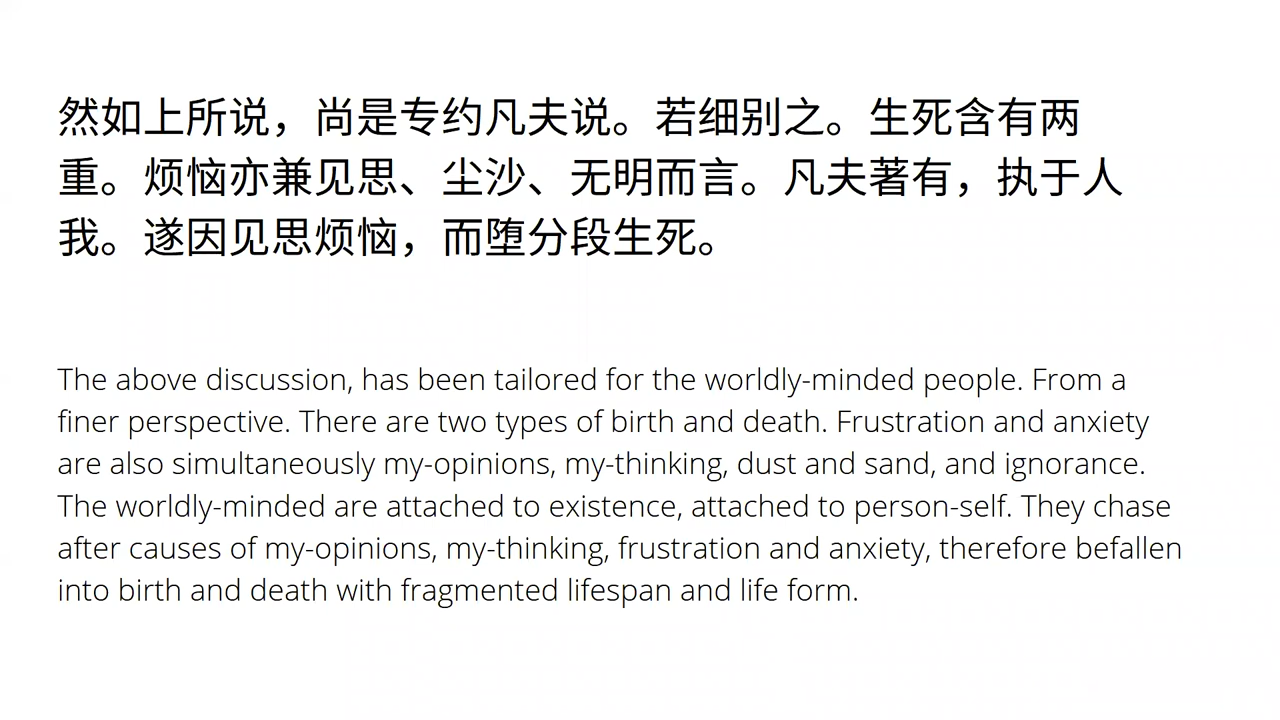 然如上所说，尚是专约凡夫说。若细别之。生死含有两
重。烦恼亦兼见思、尘沙、无明而言。凡夫著有，执于人
我。遂因见思烦恼，而堕分段生死。
The above discussion, has been tailored for the worldly-minded people. From a
finer perspective. There are two types of birth and death. Frustration and anxiety
are also simultaneously my-opinions, my-thinking, dust and sand, and ignorance.
The worldly-minded are attached to existence, attached to person-self. They chase
after causes of my-opinions, my-thinking, frustration and anxiety, therefore befallen
into birth and death with fragmented lifespan and life form.